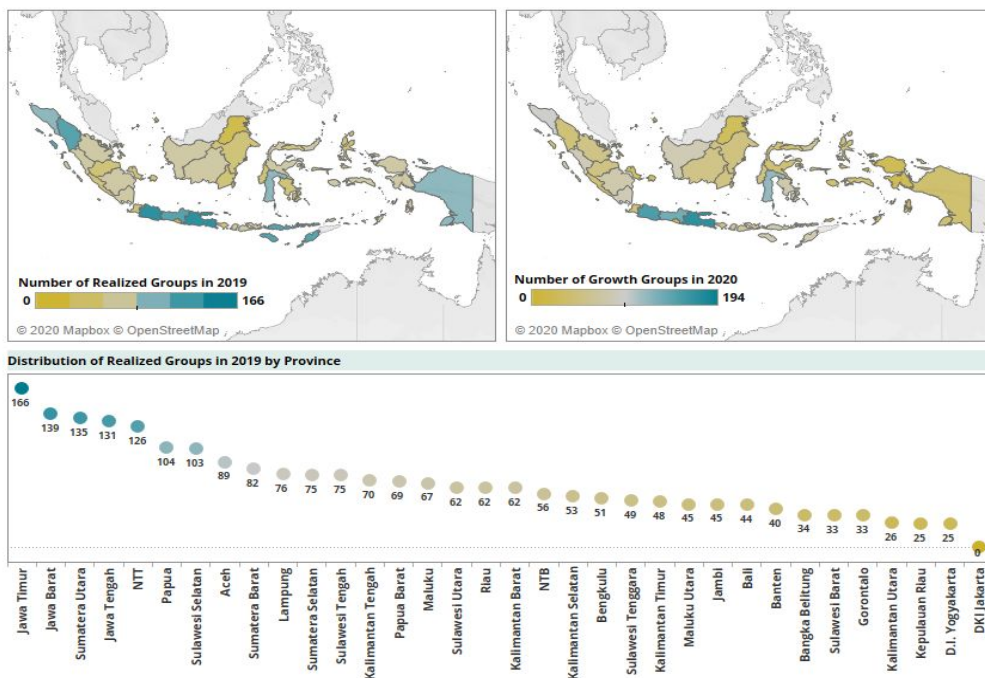 Number of Realized Groups in 2019
0 166
© 2020 Mapbox © OpenStreetMap
Number of Growth Groups in 2020
0 194
© 2020 Mapbox © OpenStreetMap
Distribution of Realized Groups in 2019 by Province
166
139
135
131
126
104
103
89
82
76
75
75
70
69
67
62
62
62
56
53
51
49
48
45
45
44
40
34
33
33
26
25
25
0
Jawa Timur
Jawa Barat
Sumatera Utara
Jawa Tengah
NTT
Papua
Sulawesi Selatan
Aceh
Sumatera Barat
Lampung
Sumatera Selatan
Sulawesi Tengah
Kalimantan Tengah
Papua Barat
Maluku
Sulawesi Utara
Riau
Kalimantan Barat
NTB
Kalimantan Selatan
Bengkulu
Sulawesi Tenggara
Kalimantan Timur
Maluku Utara
Jambi
Bali
Banten
Bangka Belitung
Sulawesi Barat
Gorontalo
Kalimantan Utara
Kepulauan Riau
D.I. Yogyakarta
DKI Jakarta